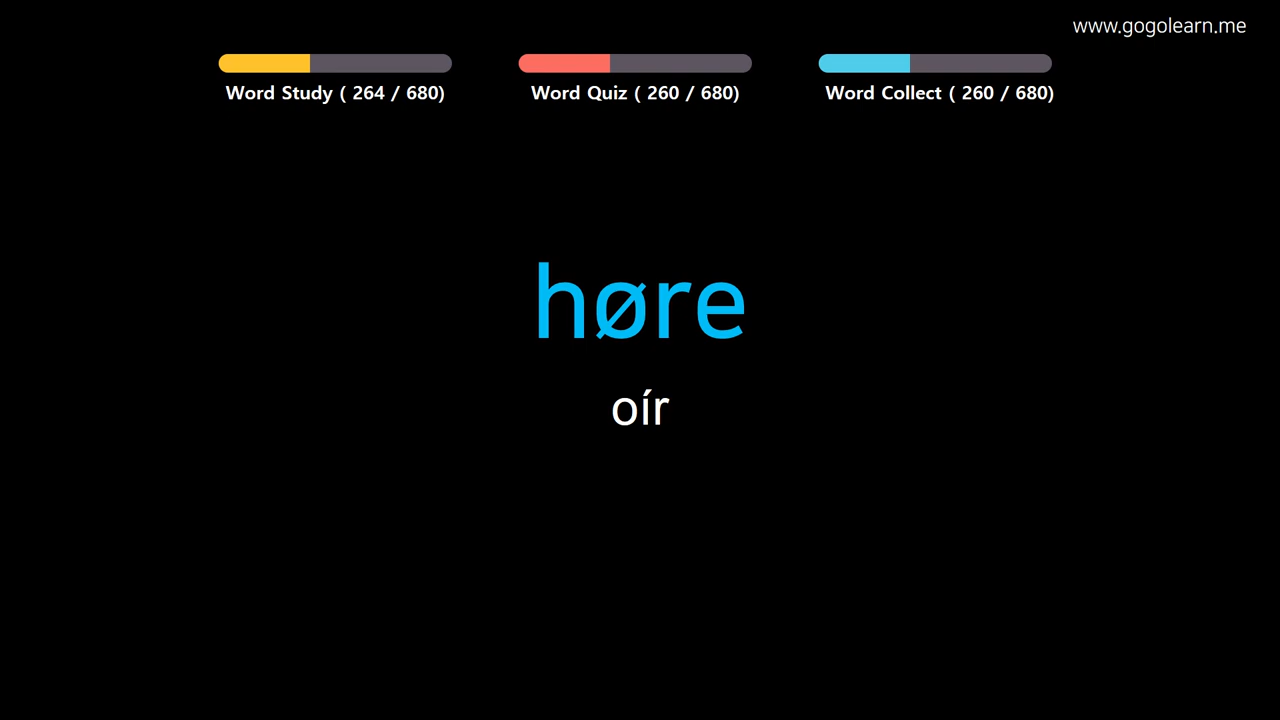 www.gogolearn.me
Word Study ( 264 / 680)
Word Quiz ( 260 / 680)
Word Collect ( 260 / 680)
høre
oír